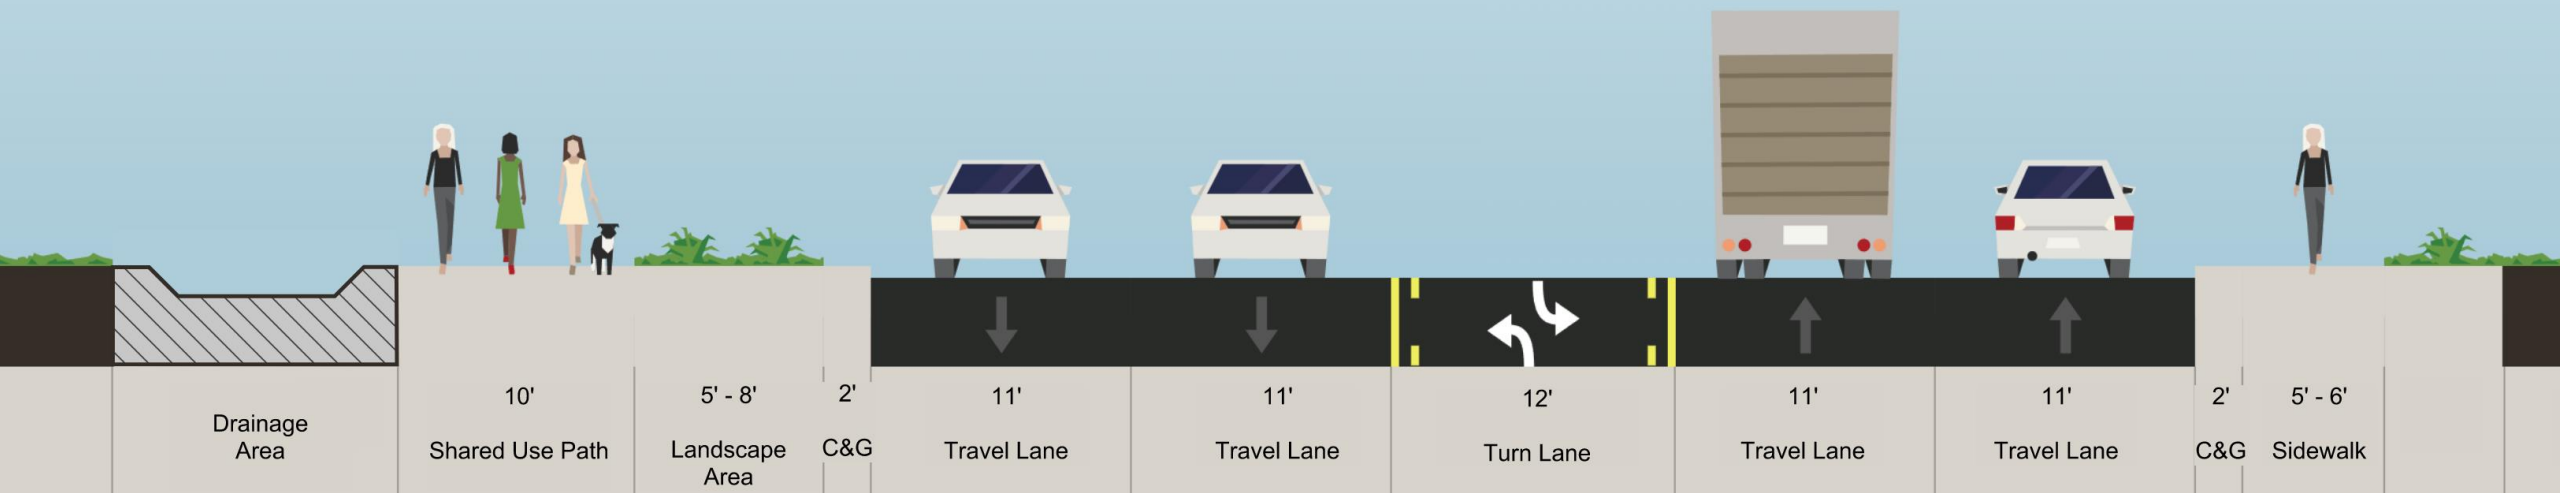 Drainage
Area
10'
Shared Use Path
5' - 8'
Landscape
Area
2'
C&G
11'
Travel Lane
11'
Travel Lane
12'
Turn Lane
11'
Travel Lane
11'
Travel Lane
2'
C&G
5' - 6'
Sidewalk